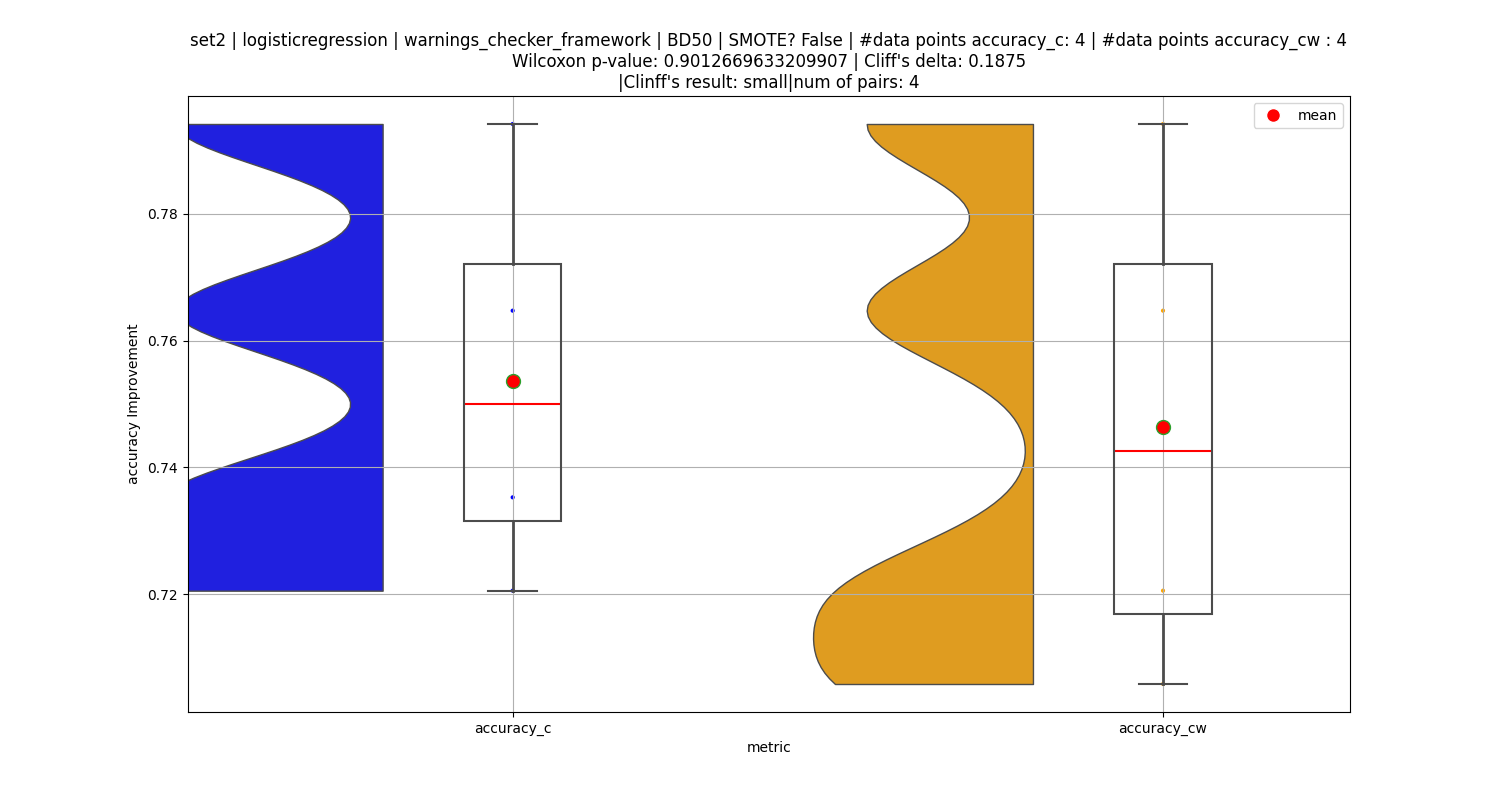 set2 | logisticregression | warnings_checker_framework | BD50 | SMOTE? False | #data points accuracy_c: 4 | #data points accuracy_cw : 4
Wilcoxon p-value: 0.9012669633209907 | Cliff's delta: 0.1875
|Clinff's result: small|num of pairs: 4
mean
0.78
0.76
0.74
0.72
accuracy Improvement
accuracy_c
accuracy_cw
metric